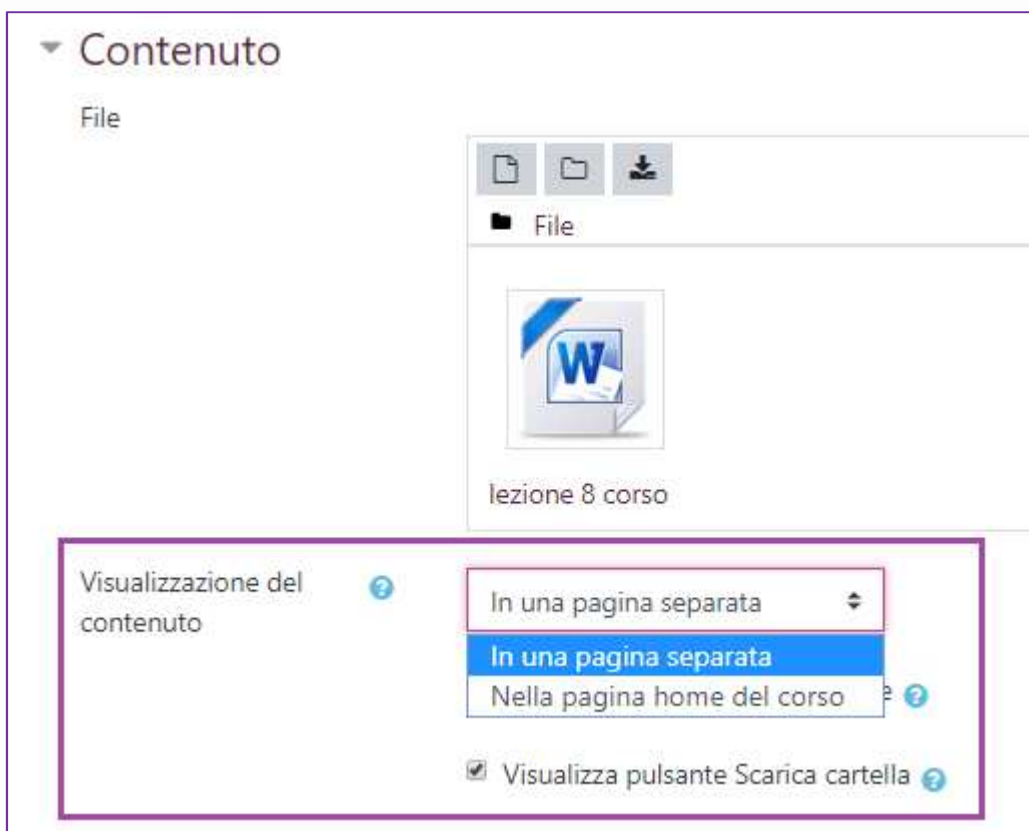 Contenuto
File
File
W
lezione 8 corso
Visualizzazione del
contenuto
In una pagina separata
In una pagina separata
Nella pagina home del corso
Visualizza pulsante Scarica cartella